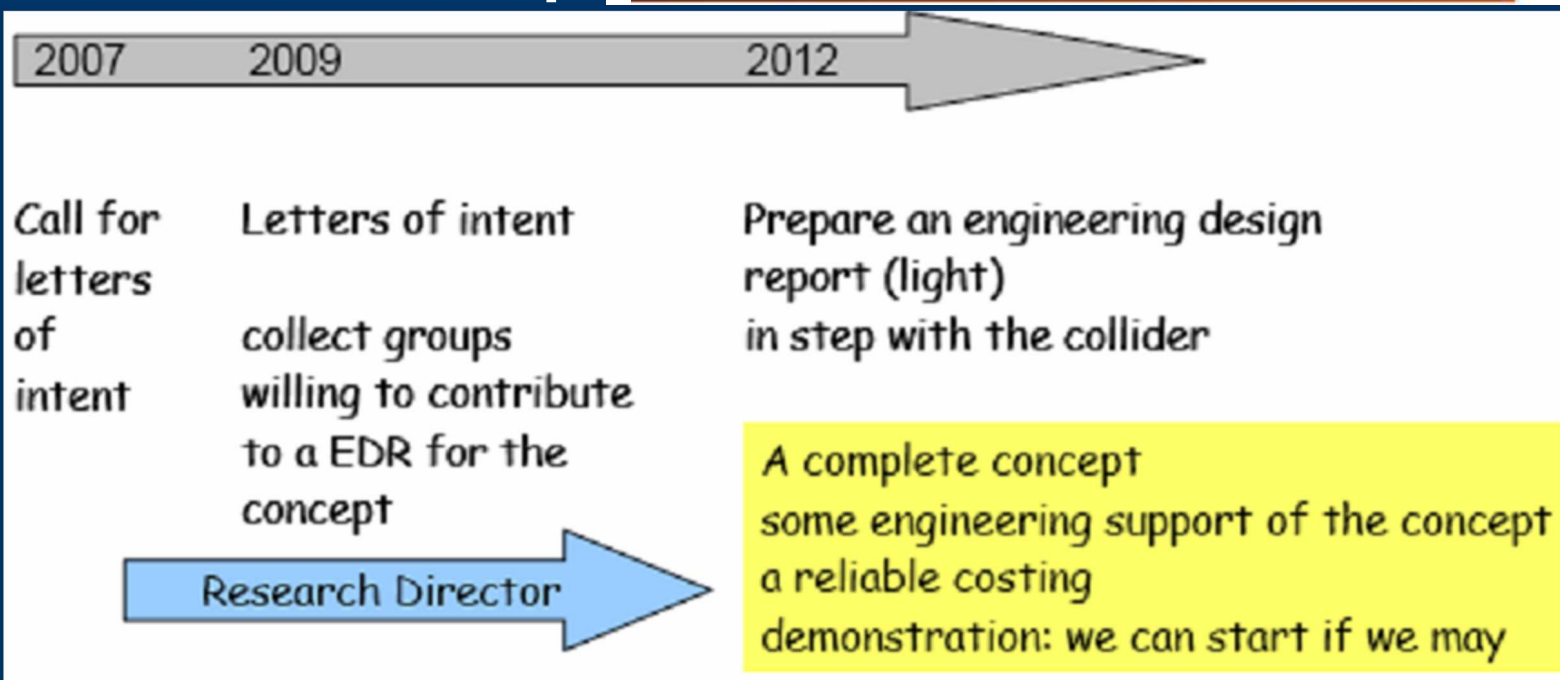 2007 2009 2012
Call for
letters
of
intent
Letters of intent
collect groups
willing to contribute
to a EDR for the
concept
Research Director
Prepare an engineering design
report (light)
in step with the collider
A complete concept
some engineering support of the concept
a reliable costing
demonstration: we can start if we may